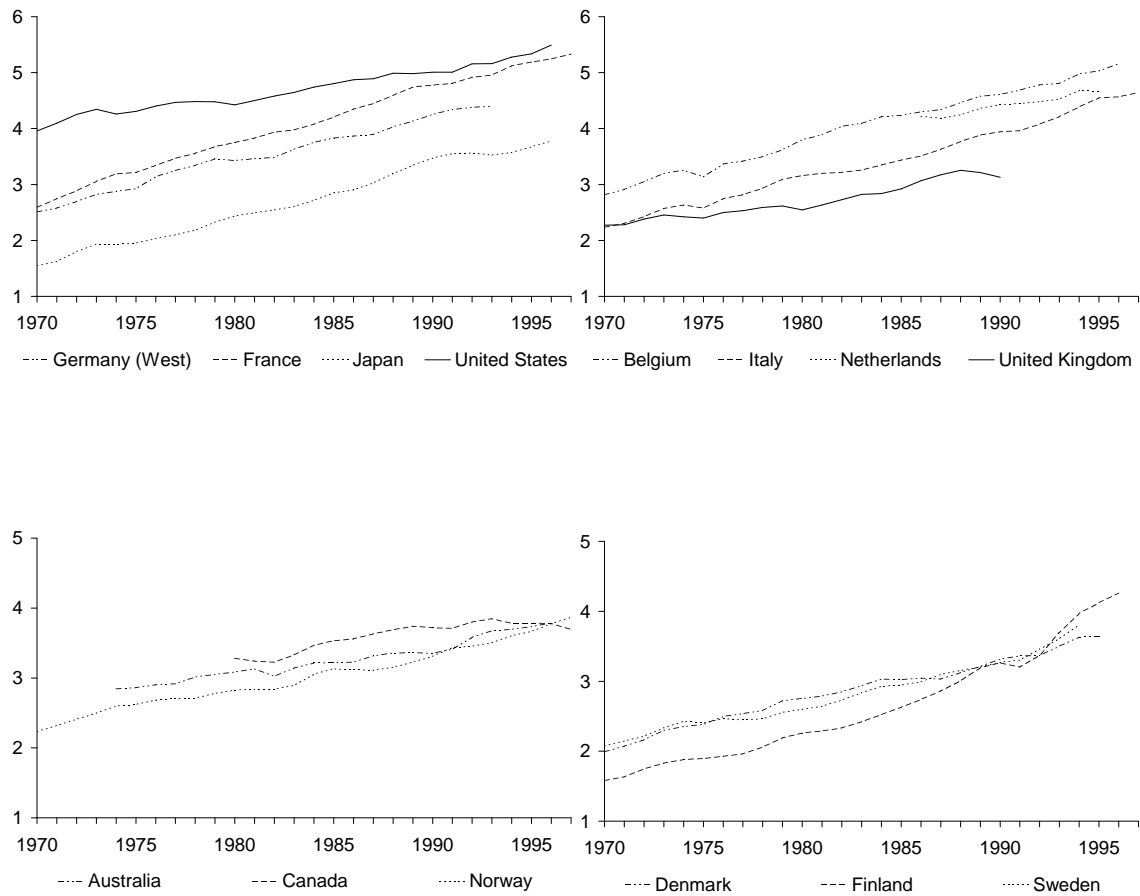 6
5
4
3
2
1
1970 1975 1980 1985 1990 1995
Germany (West) France Japan United States
6
5
4
3
2
1
1970 1975 1980 1985 1990 1995
Belgium Italy Netherlands United Kingdom
5
4
3
2
1
1970 1975 1980 1985 1990 1995
Australia Canada Norway
5
4
3
2
1
1970 1975 1980 1985 1990 1995
Denmark Finland Sweden